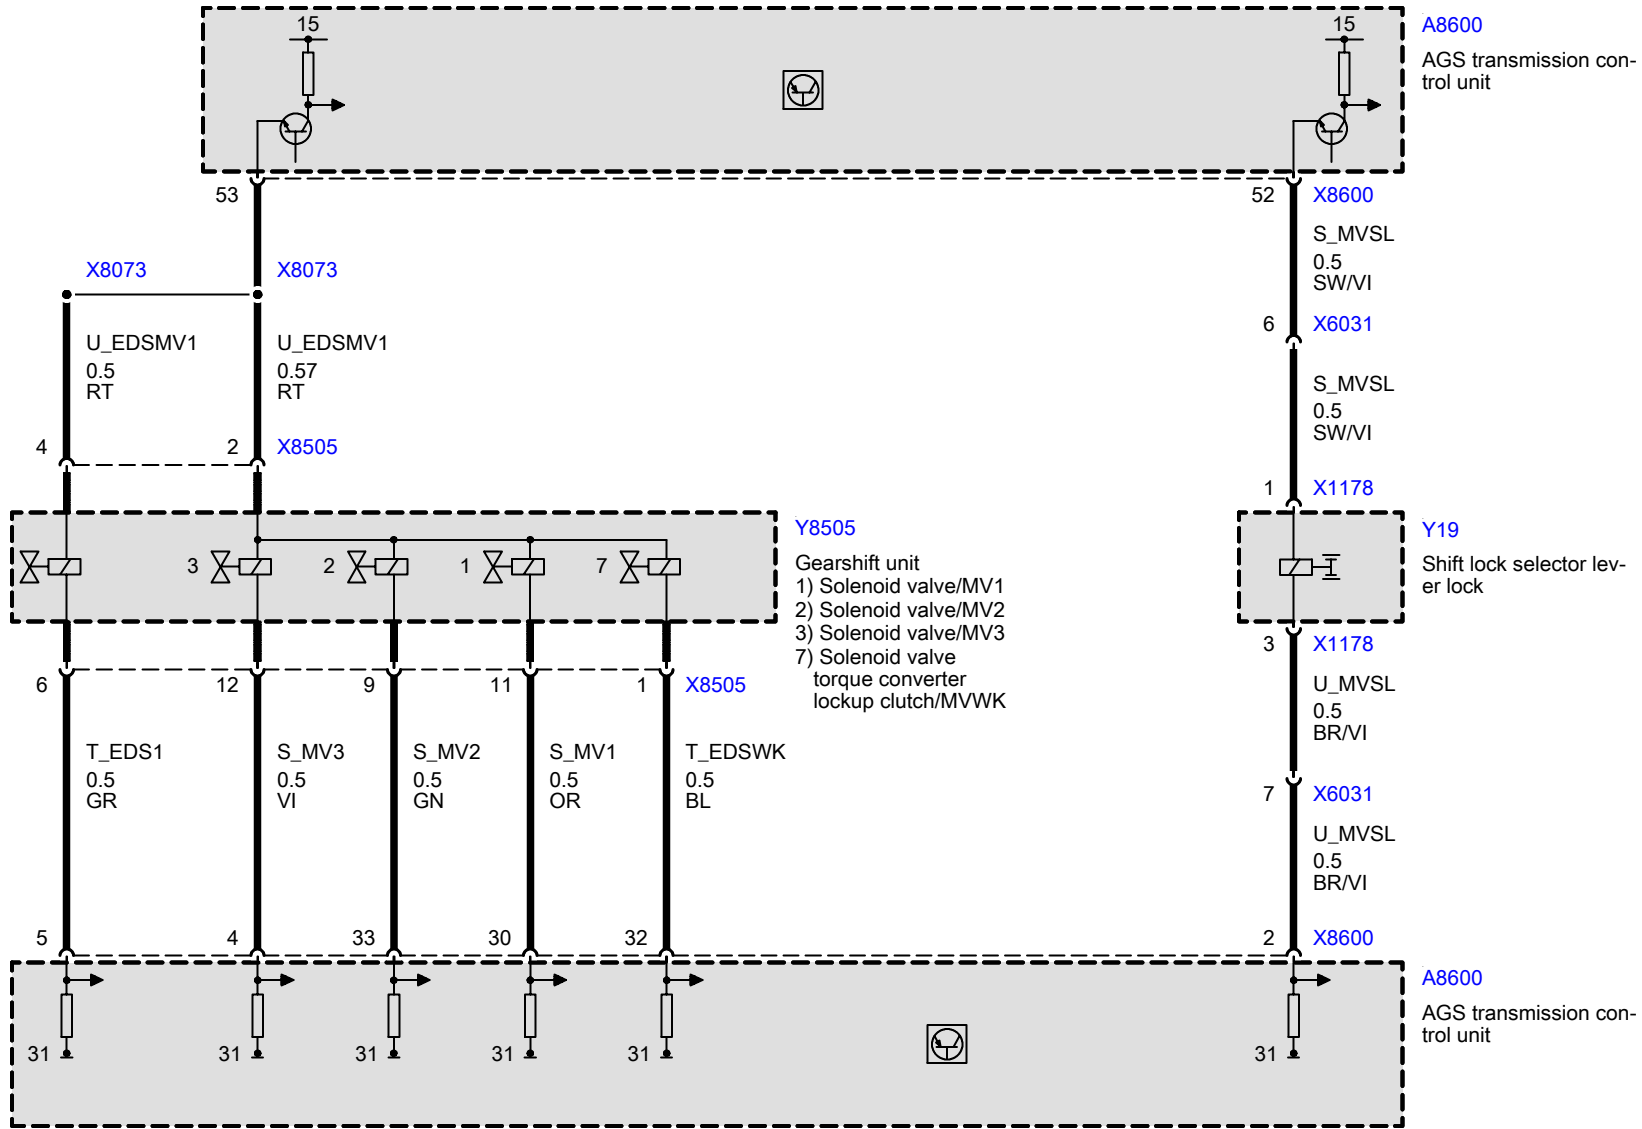 15
15
A8600
AGS transmission con-
trol unit
53
52
X8600
S_MVSL
0.5
SW/VI
X8073
X8073
6
X6031
U_EDSMV1
0.5
RT
U_EDSMV1
0.57
RT
S_MVSL
0.5
SW/VI
4
2
X8505
1
X1178
3
2
1
7
Y8505
Gearshift unit
1) Solenoid valve/MV1
2) Solenoid valve/MV2
3) Solenoid valve/MV3
7) Solenoid valve
torque converter
lockup clutch/MVWK
Y19
Shift lock selector lev-
er lock
3
X1178
6
12
9
11
1
X8505
U_MVSL
0.5
BR/VI
T_EDS1
0.5
GR
S_MV3
0.5
VI
S_MV2
0.5
GN
S_MV1
0.5
OR
T_EDSWK
0.5
BL
7
X6031
U_MVSL
0.5
BR/VI
5
4
33
30
32
2
X8600
A8600
AGS transmission con-
trol unit
31
31
31
31
31
31